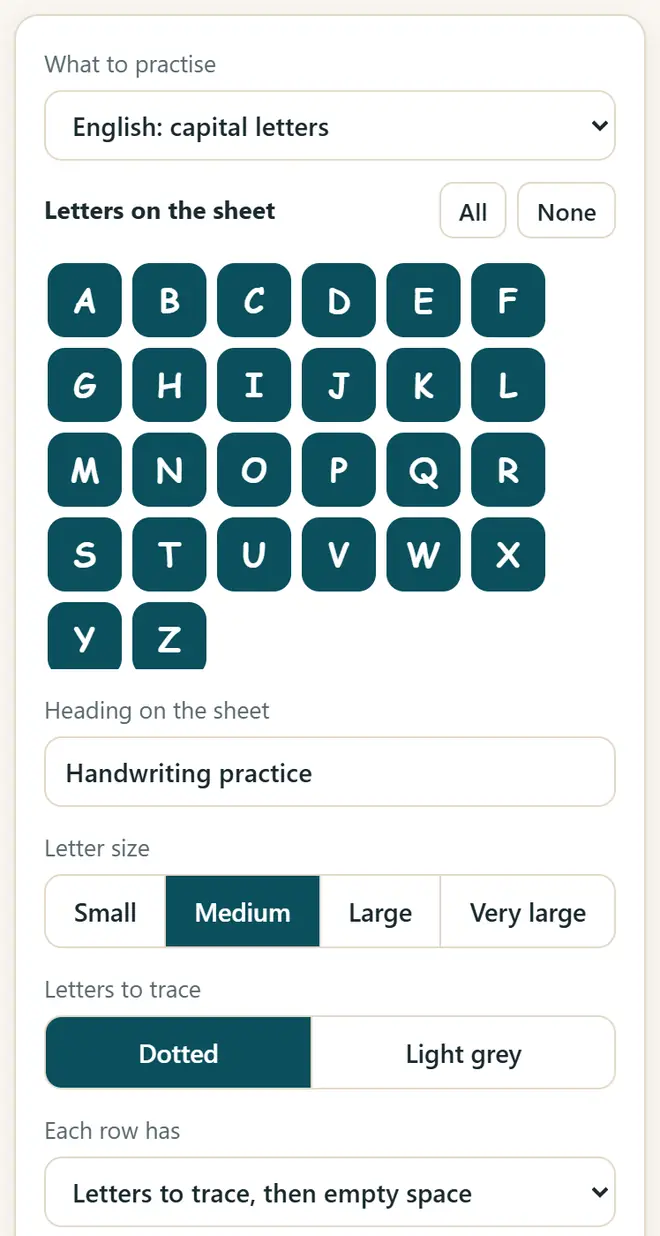 What to practise
English: capital letters
Letters on the sheet All None
A B C D E F
G H I J K L
M N O P Q R
S T U V W X
Y Z
Heading on the sheet
Handwriting practice
Letter size
Small Medium Large Very large
Letters to trace
Dotted Light grey
Each row has
Letters to trace, then empty space